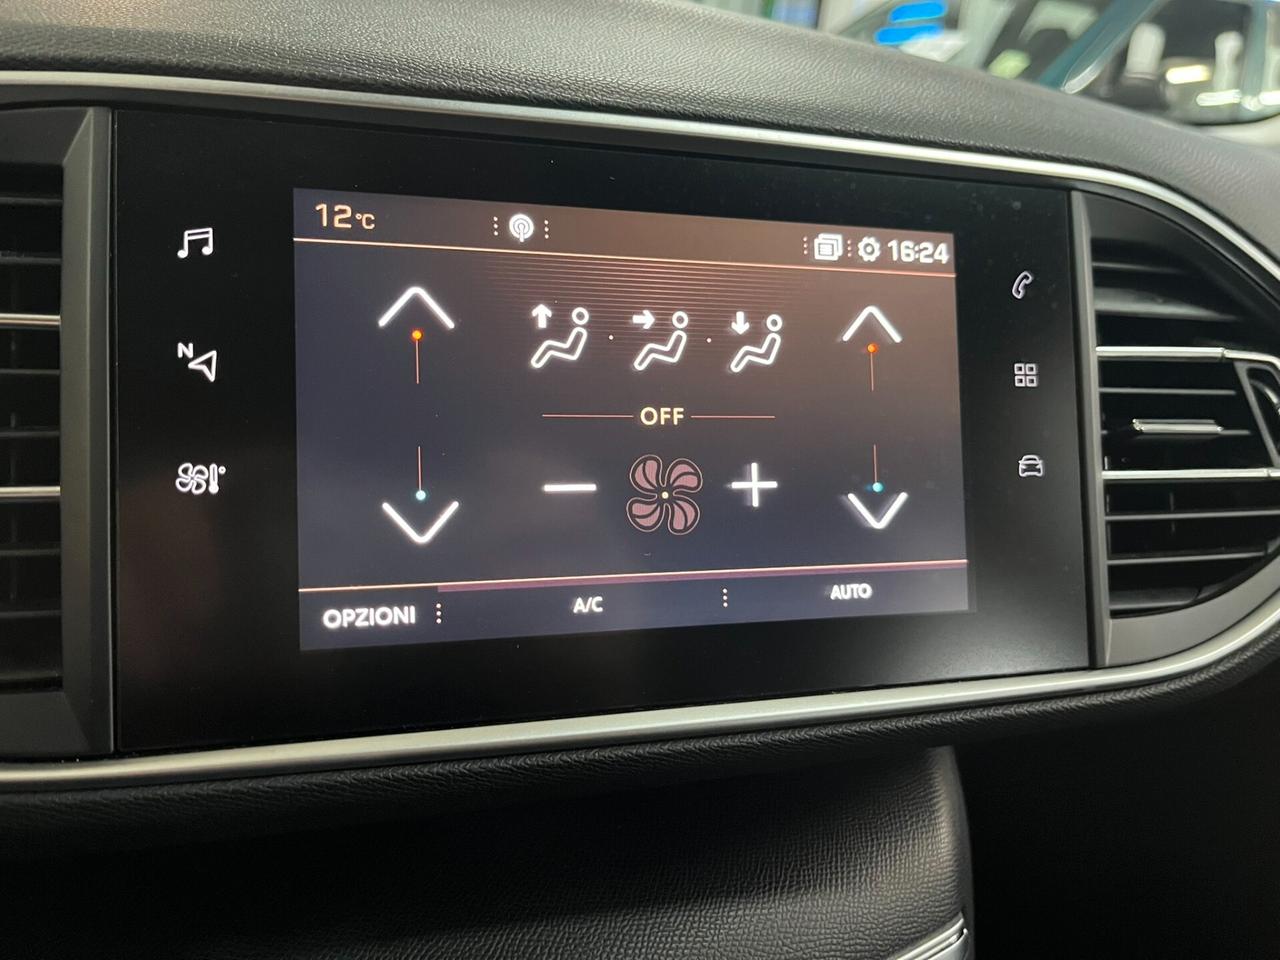 12°C
16:24
N
OFF
OPZIONI
A/C
AUTO